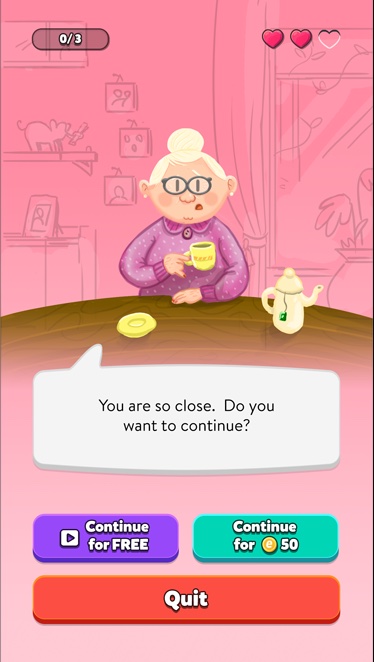 0/3
You are so close.  Do you
want to continue?
Continue
for FREE
Continue
for e 50
Quit